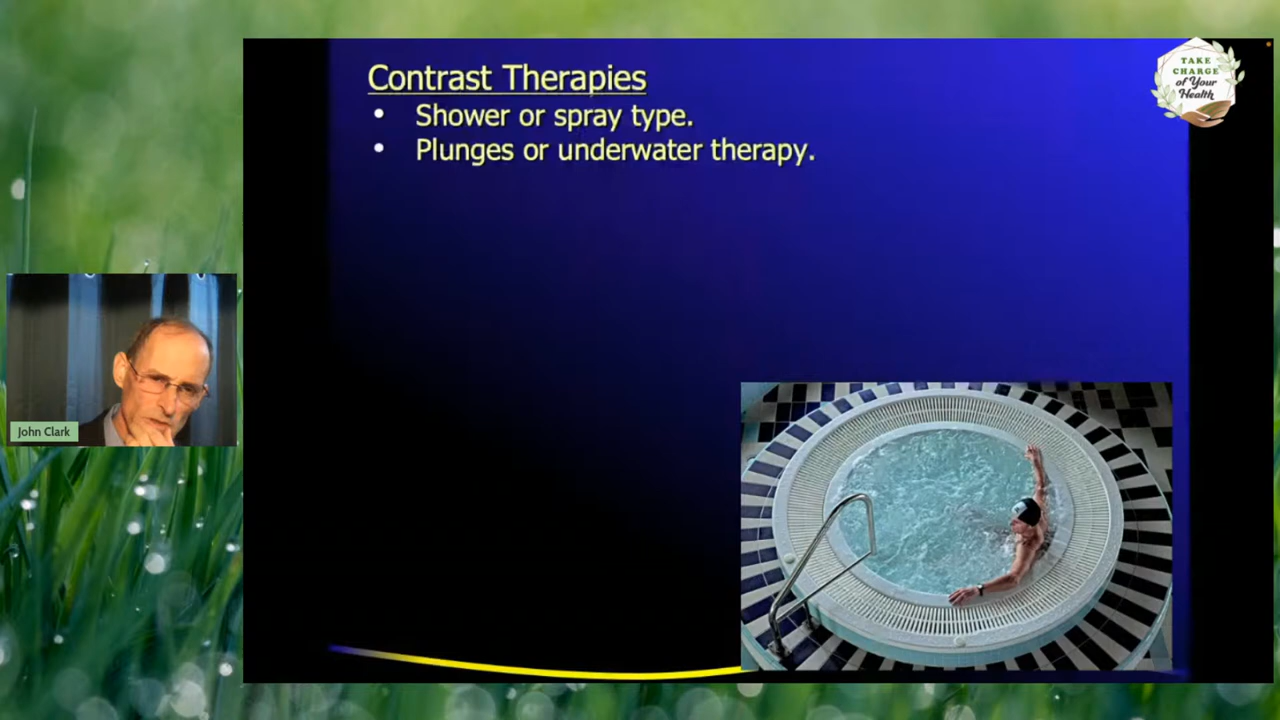 Contrast Therapies
Shower or spray type.
Plunges or underwater therapy.
TAKE
CHARGE
of Your
Health
John Clark